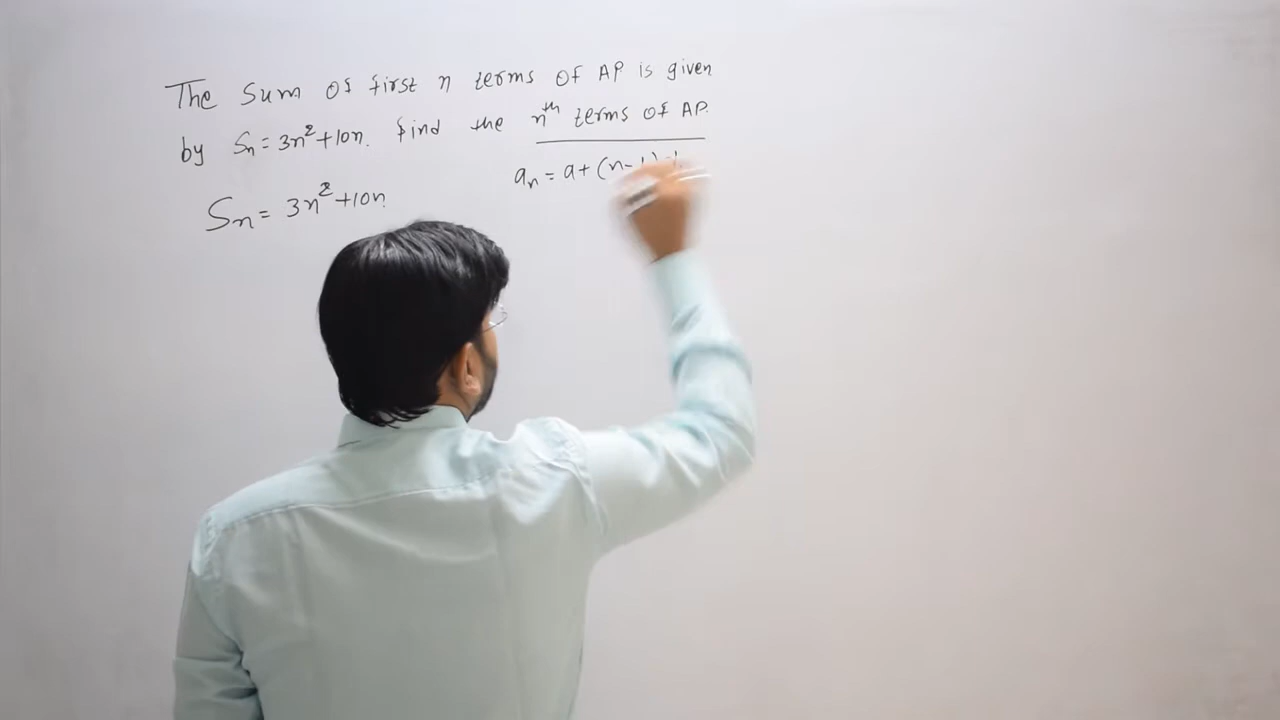 The Sum of first n terms of AP is given
by Sn = 3n²+10n. find the nth terms of AP.
an = a+(n-1)
Sn = 3n²+10n